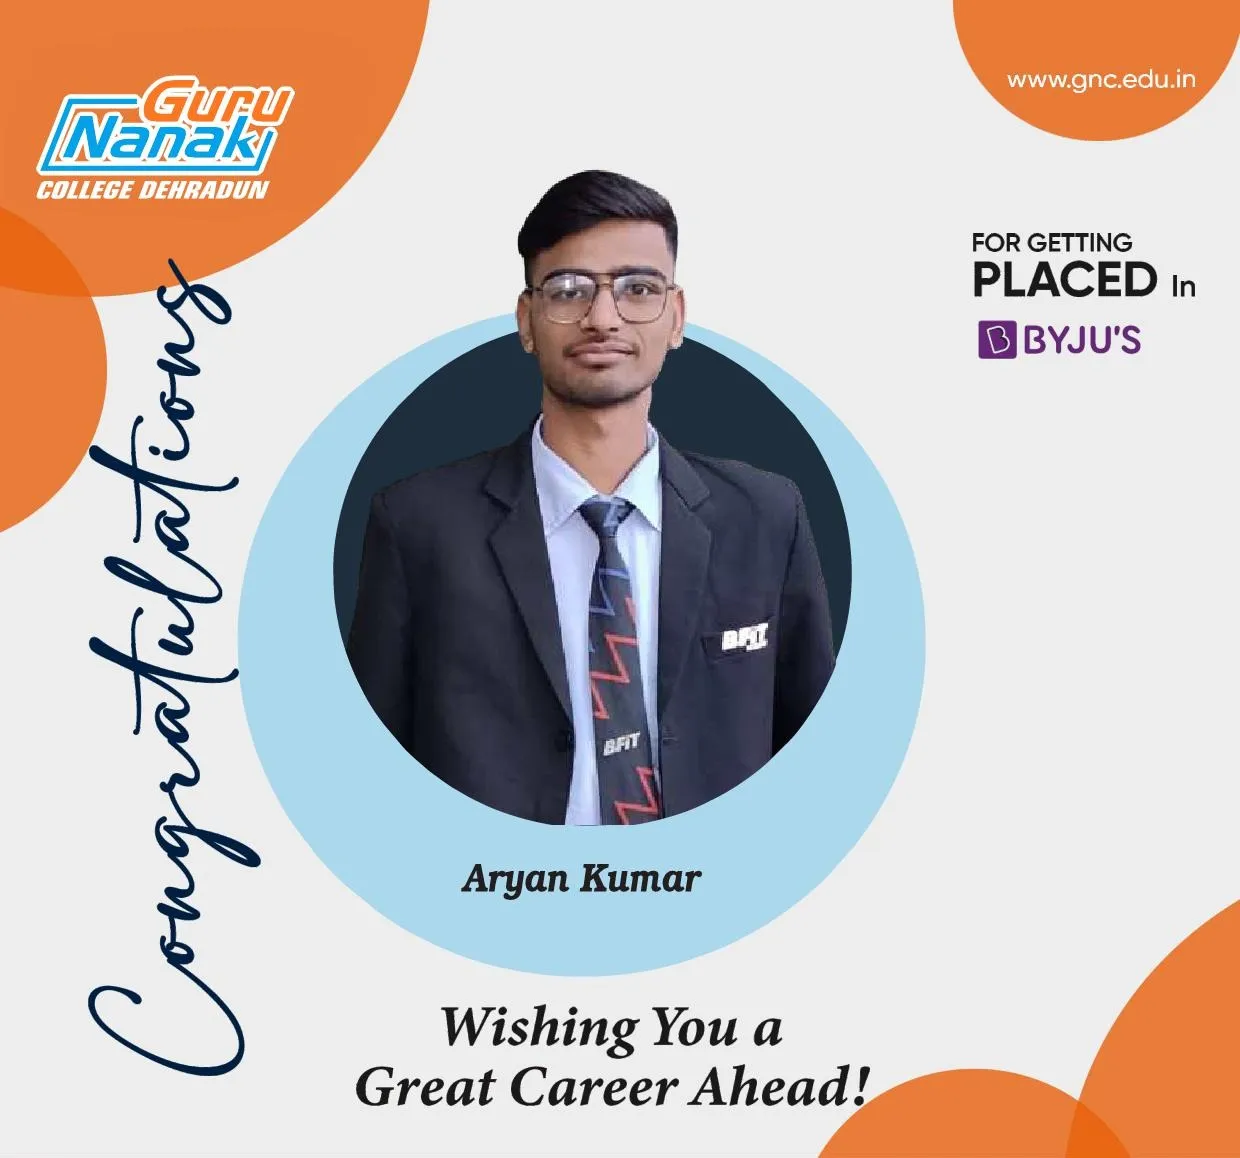 Guru
Nanak
COLLEGE DEHRADUN
www.gnc.edu.in
Congratulations
FOR GETTING
PLACED In
BYJU'S
BFIT
BFIT
Aryan Kumar
Wishing You a
Great Career Ahead!